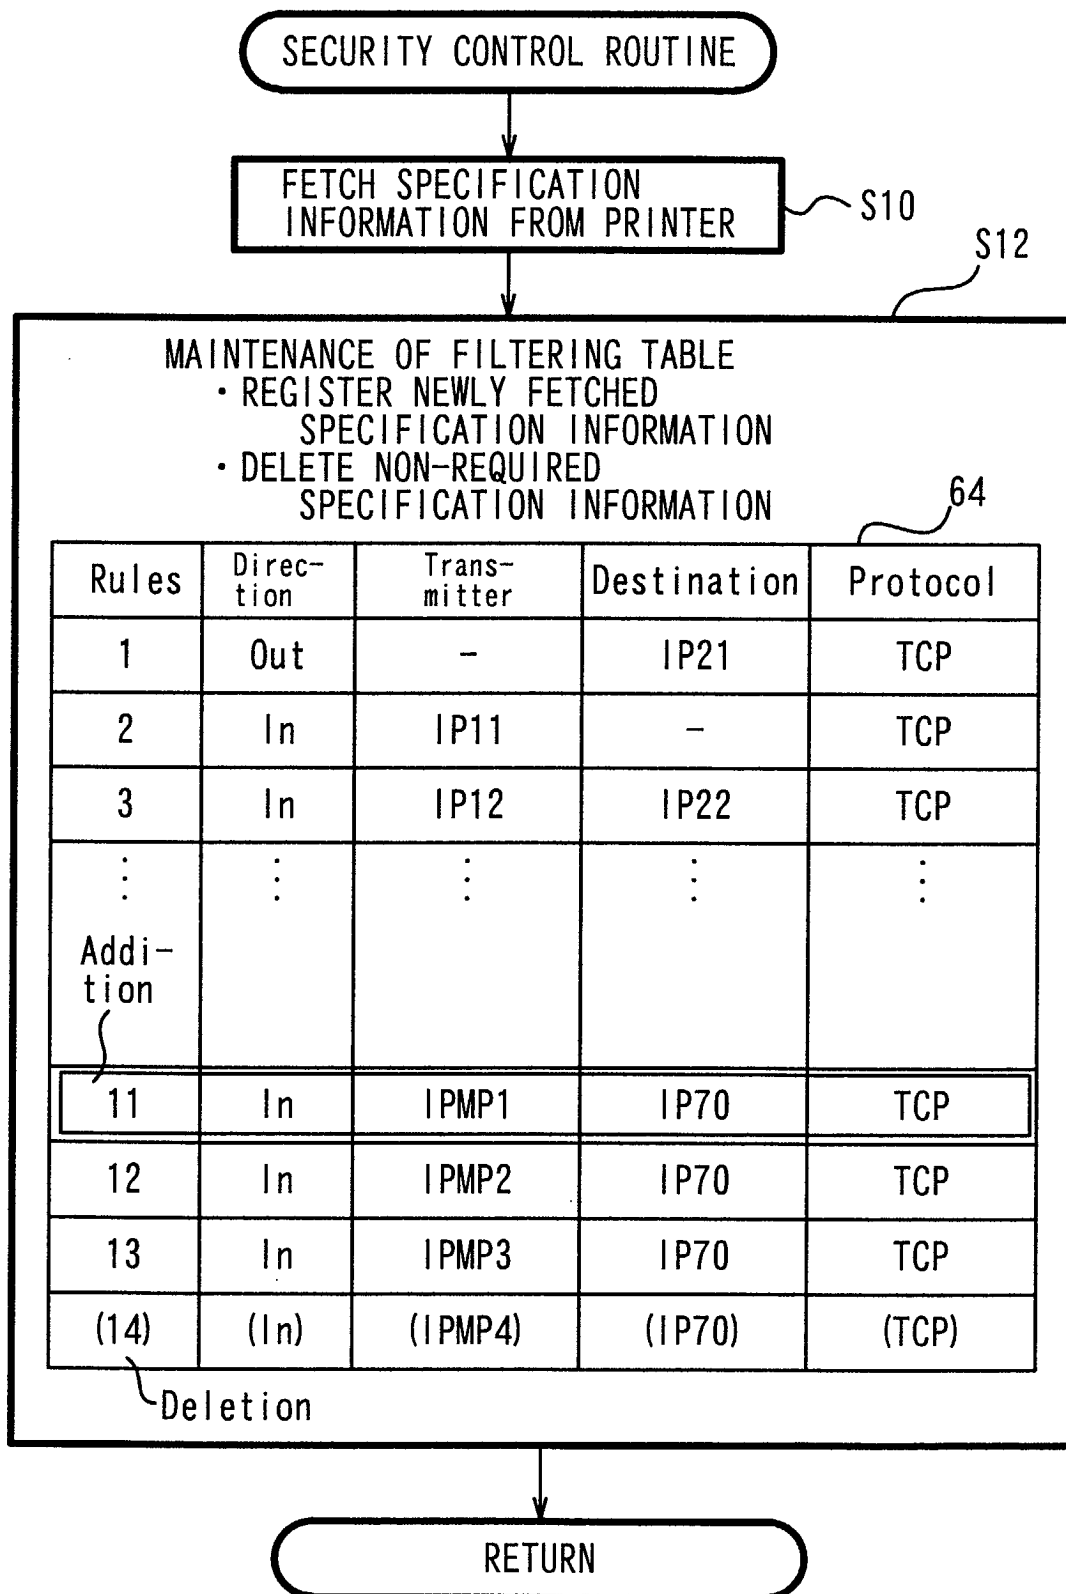 SECURITY CONTROL ROUTINE
FETCH SPECIFICATION
INFORMATION FROM PRINTER
S10
S12
MAINTENANCE OF FILTERING TABLE
・REGISTER NEWLY FETCHED
SPECIFICATION INFORMATION
・DELETE NON-REQUIRED
SPECIFICATION INFORMATION
64
Rules Direc- Trans- Destination Protocol
tion mitter
1 Out - IP21 TCP
2 In IP11 - TCP
3 In IP12 IP22 TCP
⋮ ⋮ ⋮ ⋮ ⋮
Addi-
tion
11 In IPMP1 IP70 TCP
12 In IPMP2 IP70 TCP
13 In IPMP3 IP70 TCP
(14) (In) (IPMP4) (IP70) (TCP)
Deletion
RETURN